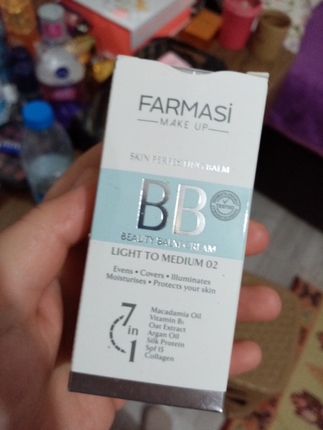 FARMASİ
MAKE UP
SKIN PERFECTING BALM
BB
BEAUTY BALM CREAM
LIGHT TO MEDIUM 02
Evens • Covers • Illuminates
Moisturises • Protects your skin
7 in 1
Macadamia Oil
Vitamin B5
Oat Extract
Argan Oil
Silk Protein
Spf 15
Collagen